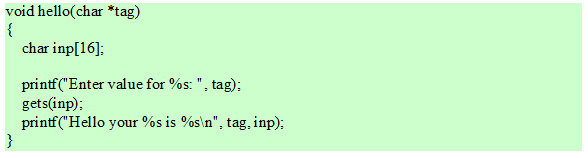 void hello(char *tag)
{
char inp[16];
printf("Enter value for %s: ", tag);
gets(inp);
printf("Hello your %s is %s\n", tag, inp);
}